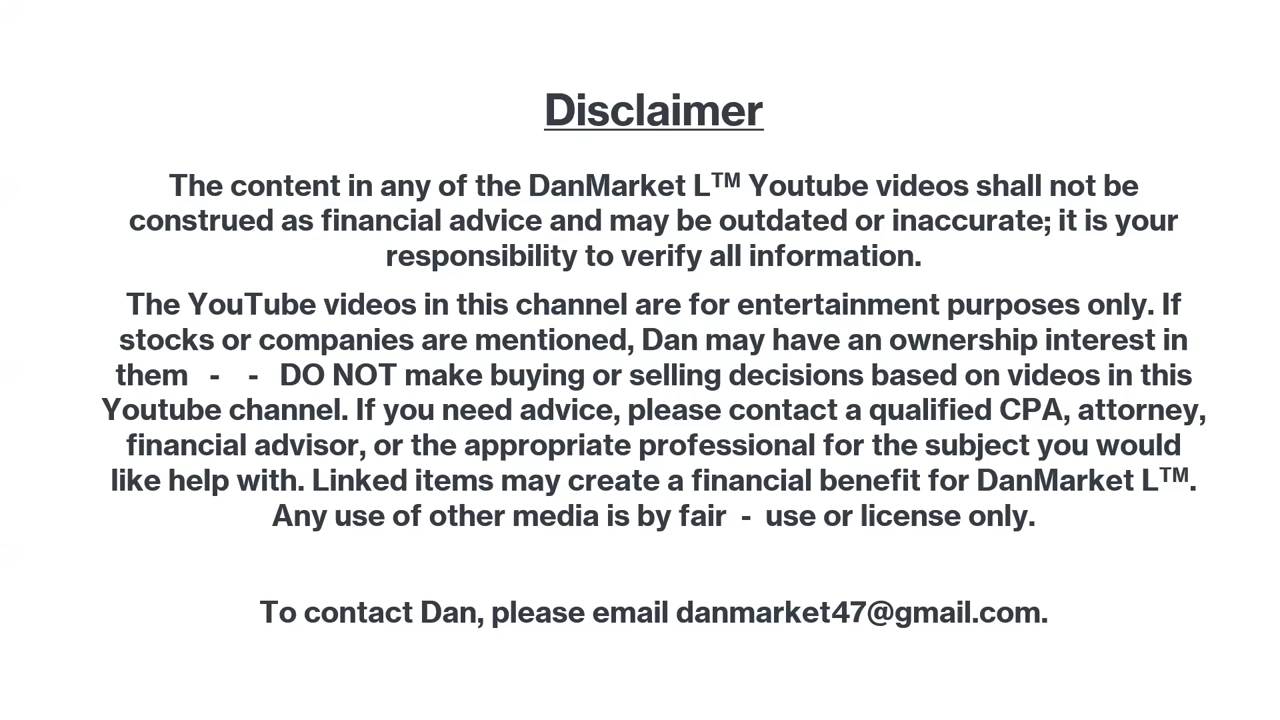 Disclaimer
The content in any of the DanMarket L™ Youtube videos shall not be
construed as financial advice and may be outdated or inaccurate; it is your
responsibility to verify all information.
The YouTube videos in this channel are for entertainment purposes only. If
stocks or companies are mentioned, Dan may have an ownership interest in
them - - DO NOT make buying or selling decisions based on videos in this
Youtube channel. If you need advice, please contact a qualified CPA, attorney,
financial advisor, or the appropriate professional for the subject you would
like help with. Linked items may create a financial benefit for DanMarket L™.
Any use of other media is by fair - use or license only.
To contact Dan, please email danmarket47@gmail.com.